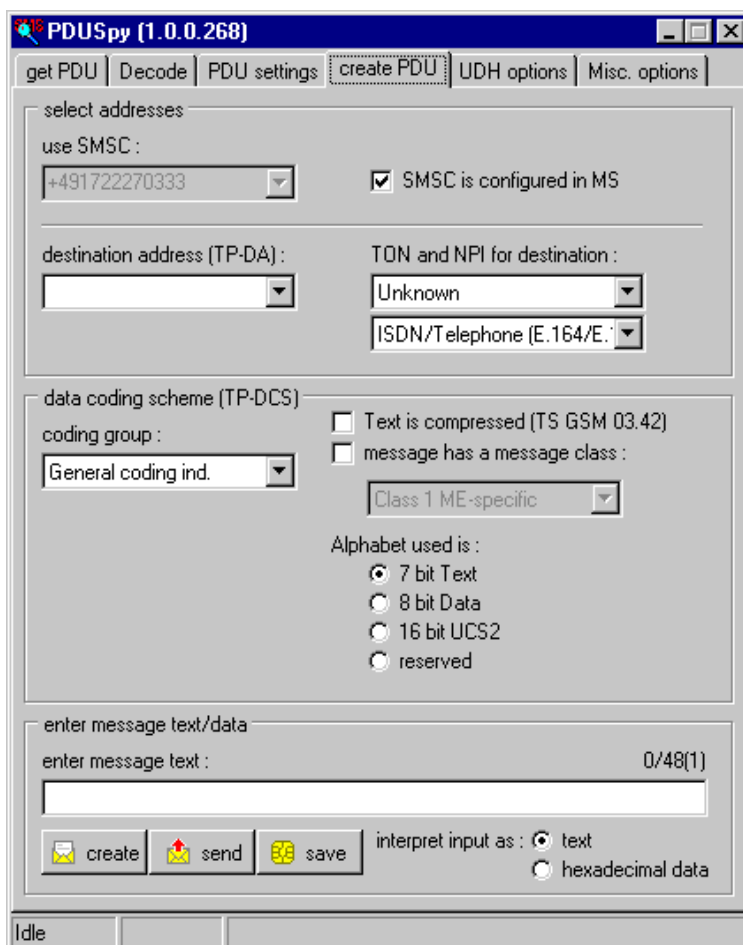 PDUSpy (1.0.0.268)
get PDU Decode PDU settings create PDU UDH options Misc. options
select addresses
use SMSC :
+491722270333
SMSC is configured in MS
destination address (TP-DA) :
TON and NPI for destination :
Unknown
ISDN/Telephone (E.164/E.
data coding scheme (TP-DCS)
coding group :
General coding ind.
Text is compressed (TS GSM 03.42)
message has a message class :
Class 1 ME-specific
Alphabet used is :
7 bit Text
8 bit Data
16 bit UCS2
reserved
enter message text/data
enter message text :
0/48(1)
create
send
save
interpret input as :
text
hexadecimal data
Idle